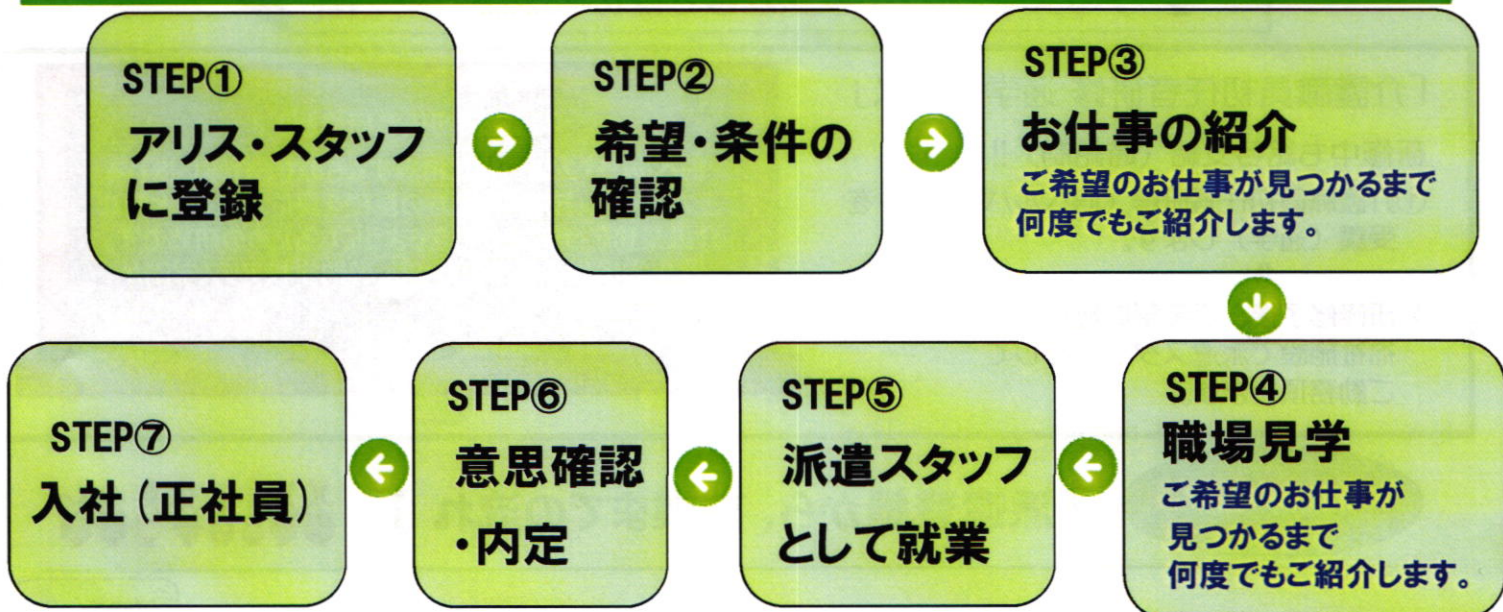 STEP①
アリス・スタッフ
に登録
STEP②
希望・条件の
確認
STEP③
お仕事の紹介
ご希望のお仕事が見つかるまで
何度でもご紹介します。
STEP④
職場見学
ご希望のお仕事が
見つかるまで
何度でもご紹介します。
STEP⑤
派遣スタッフ
として就業
STEP⑥
意思確認
・内定
STEP⑦
入社(正社員)